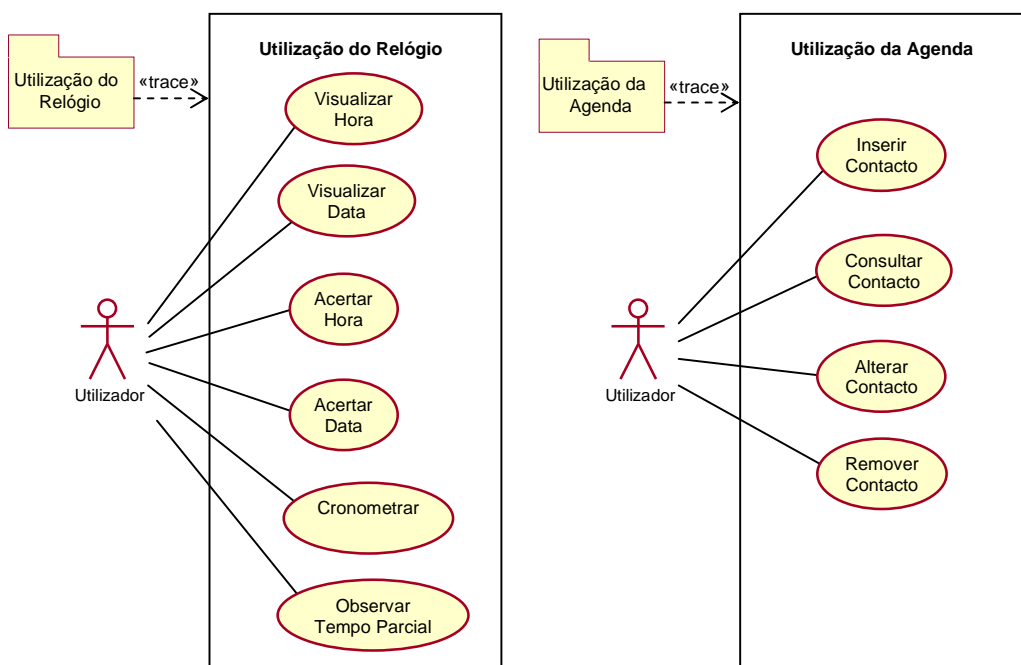 Utilização do Relógio
Utilização do
Relógio
«trace»
Visualizar
Hora
Visualizar
Data
Acertar
Hora
Acertar
Data
Utilizador
Cronometrar
Observar
Tempo Parcial
Utilização da Agenda
Utilização da
Agenda
«trace»
Inserir
Contacto
Consultar
Contacto
Alterar
Contacto
Utilizador
Remover
Contacto